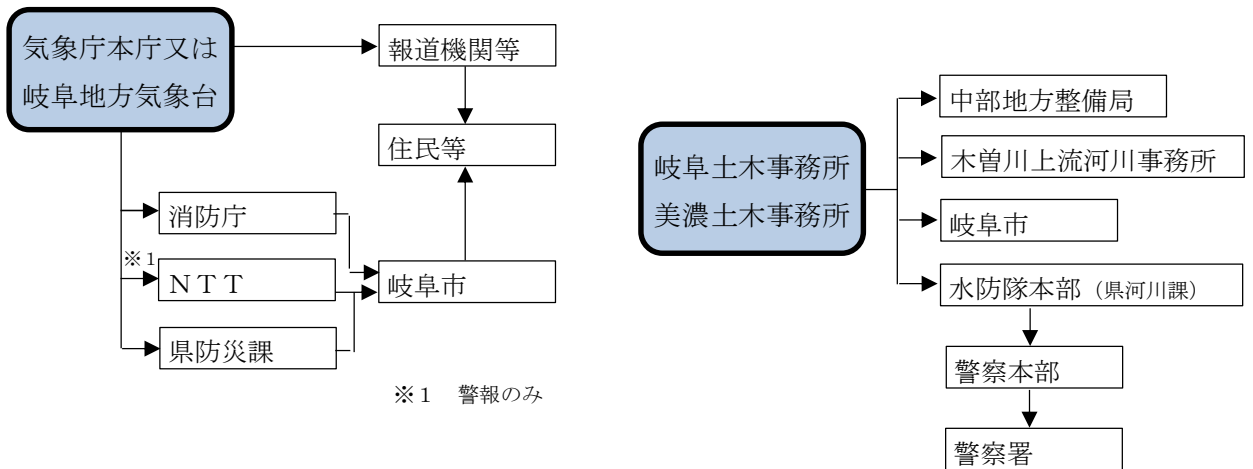 気象庁本庁又は
岐阜地方気象台
報道機関等
住民等
消防庁
※1
ＮＴＴ
県防災課
岐阜市
※１　警報のみ
岐阜土木事務所
美濃土木事務所
中部地方整備局
木曽川上流河川事務所
岐阜市
水防隊本部（県河川課）
警察本部
警察署